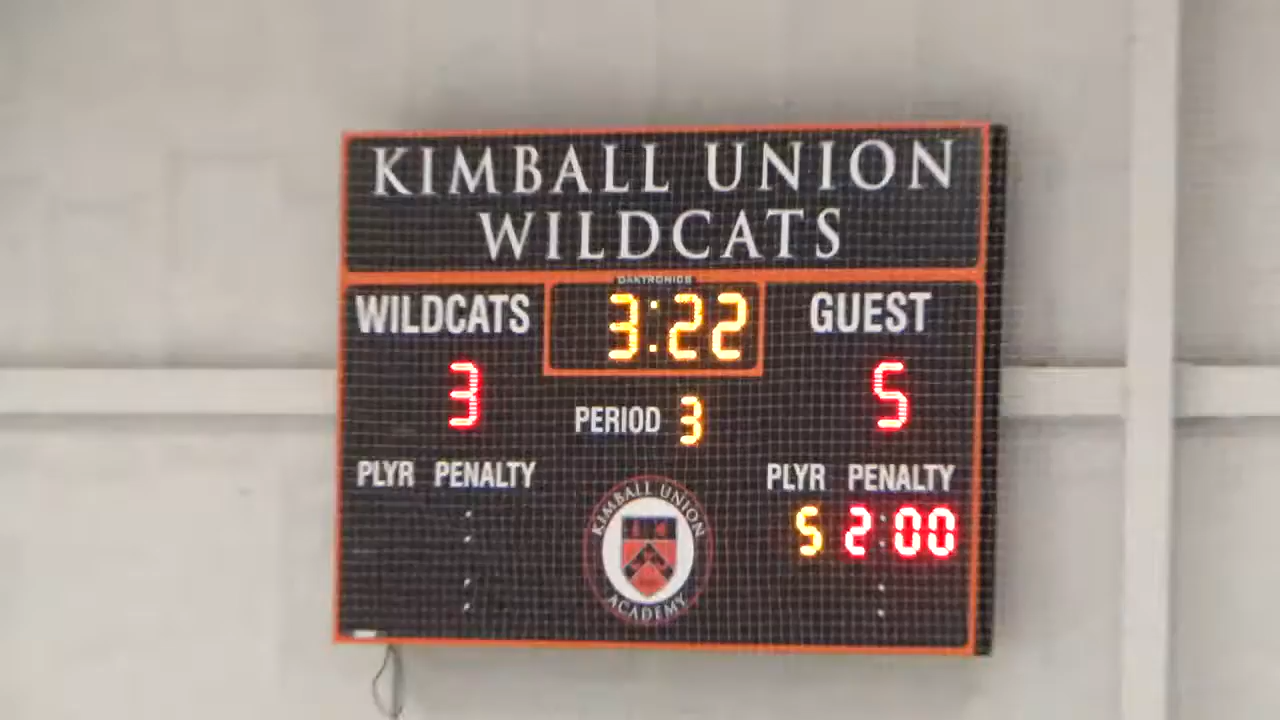 KIMBALL UNION
WILDCATS
DAKTRONICS
WILDCATS 3:22 GUEST
3 5
PERIOD 3
PLYR PENALTY
PLYR PENALTY
5 2:00
KIMBALL UNION
ACADEMY